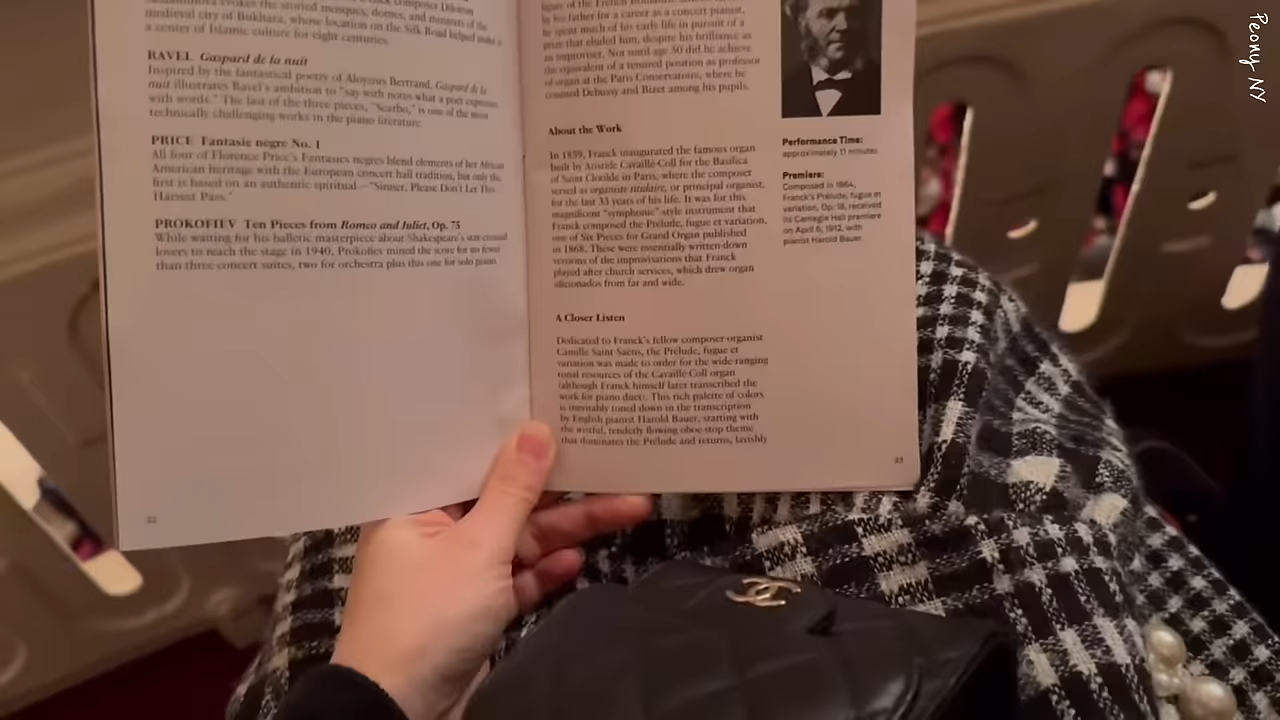 evokes the storied mosques, domes, and minarets of the
medieval city of Bukhara, whose location on the Silk Road helped make
a center of Islamic culture for eight centuries.
RAVEL Gaspard de la nuit
Inspired by the fantastical poetry of Aloysius Bertrand, Gaspard de la
nuit illustrates Ravel's ambition to "say with notes what a poet expresses
with words." The last of the three pieces, "Scarbo," is one of the most
technically challenging works in the piano literature.
PRICE Fantasie nègre No. 1
All four of Florence Price's Fantasies nègres blend elements of her African
American heritage with the European concert hall tradition, but only the
first is based on an authentic spiritual—"Sinner, Please Don't Let This
Harvest Pass."
PROKOFIEV Ten Pieces from Romeo and Juliet, Op. 75
While waiting for his balletic masterpiece about Shakespeare's star-crossed
lovers to reach the stage in 1940, Prokofiev mined the score for no fewer
than three concert suites, two for orchestra plus this one for solo piano.
22
by his father for a career as a concert pianist,
he spent much of his early life in pursuit of a
prize that eluded him, despite his brilliance as
an improviser. Not until age 50 did he achieve
the equivalent of a tenured position as professor
of organ at the Paris Conservatoire, where he
counted Debussy and Bizet among his pupils.
About the Work
In 1859, Franck inaugurated the famous organ
built by Aristide Cavaillé-Coll for the Basilica
of Saint Clotilde in Paris, where the composer
served as organiste titulaire, or principal organist,
for the last 33 years of his life. It was for this
magnificent "symphonic"-style instrument that
Franck composed the Prélude, fugue et variation,
one of Six Pieces for Grand Organ published
in 1868. These were essentially written-down
versions of the improvisations that Franck
played after church services, which drew organ
aficionados from far and wide.
A Closer Listen
Dedicated to Franck's fellow composer-organist
Camille Saint-Saëns, the Prélude, fugue et
variation was made to order for the wide-ranging
tonal resources of the Cavaillé-Coll organ
(although Franck himself later transcribed the
work for piano duet). This rich palette of colors
is inevitably toned down in the transcription
by English pianist Harold Bauer, starting with
the wistful, tenderly flowing oboe-stop theme
that dominates the Prélude and returns, lavishly
Performance Time:
approximately 11 minutes
Premiere:
Composed in 1864,
Franck's Prélude, fugue et
variation, Op. 18, received
its Carnegie Hall premiere
on April 6, 1912, with
pianist Harold Bauer.
23
Peony NY